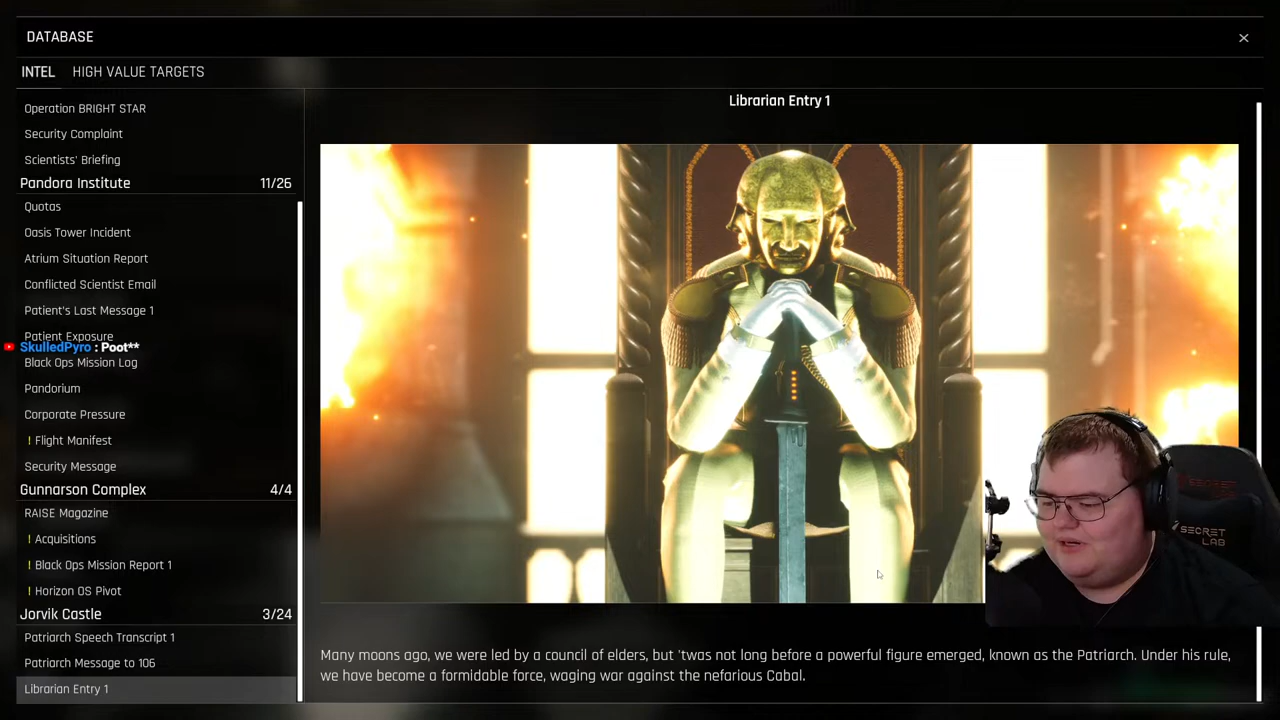 DATABASE
INTEL HIGH VALUE TARGETS
Librarian Entry 1
Operation BRIGHT STAR
Security Complaint
Scientists' Briefing
Pandora Institute 11/26
Quotas
Oasis Tower Incident
Atrium Situation Report
Conflicted Scientist Email
Patient's Last Message 1
Patient Exposure
SkulledPyro : Poot**
Black Ops Mission Log
Pandorium
Corporate Pressure
! Flight Manifest
Security Message
Gunnarson Complex 4/4
RAISE Magazine
! Acquisitions
! Black Ops Mission Report 1
! Horizon OS Pivot
Jorvik Castle 3/24
Patriarch Speech Transcript 1
Patriarch Message to 106
Librarian Entry 1
Many moons ago, we were led by a council of elders, but 'twas not long before a powerful figure emerged, known as the Patriarch. Under his rule,
we have become a formidable force, waging war against the nefarious Cabal.
SECRET
LAB